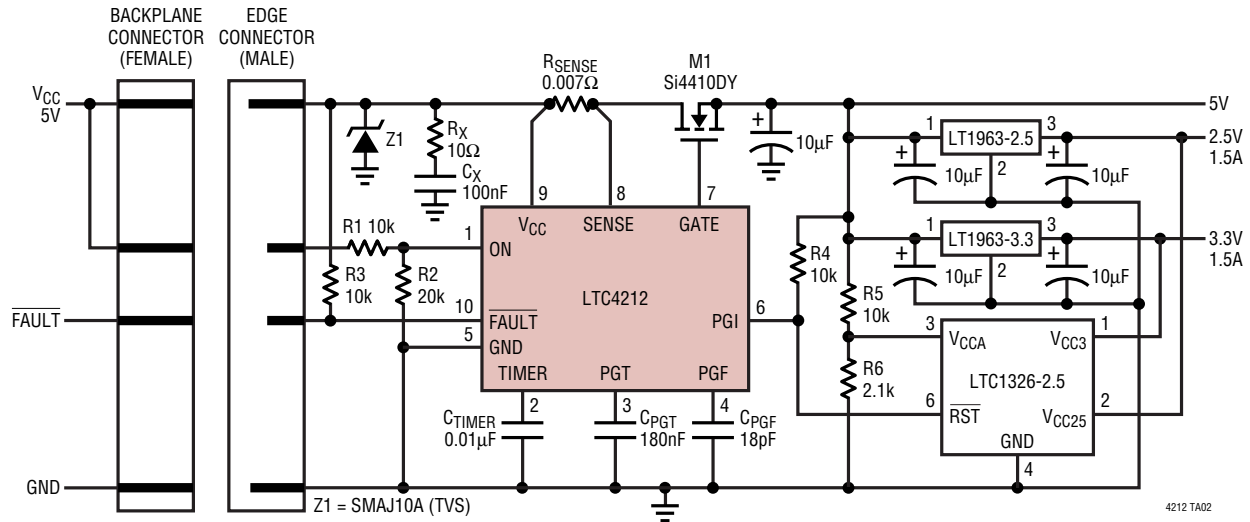 BACKPLANE
CONNECTOR
(FEMALE)
EDGE
CONNECTOR
(MALE)
VCC
5V
FAULT
GND
Z1
RX
10Ω
CX
100nF
RSENSE
0.007Ω
M1
Si4410DY
+
10µF
5V
R1 10k
R3
10k
R2
20k
1
10
5
9
8
7
VCC
SENSE
GATE
ON
LTC4212
FAULT
GND
PGI
6
TIMER
PGT
PGF
2
3
4
CTIMER
0.01µF
CPGT
180nF
CPGF
18pF
R4
10k
R5
10k
R6
2.1k
1
LT1963-2.5
3
2
+
10µF
+
10µF
2.5V
1.5A
1
LT1963-3.3
3
2
+
10µF
+
10µF
3.3V
1.5A
3
VCCA
VCC3
1
LTC1326-2.5
6
RST
VCC25
2
GND
4
Z1 = SMAJ10A (TVS)
4212 TA02